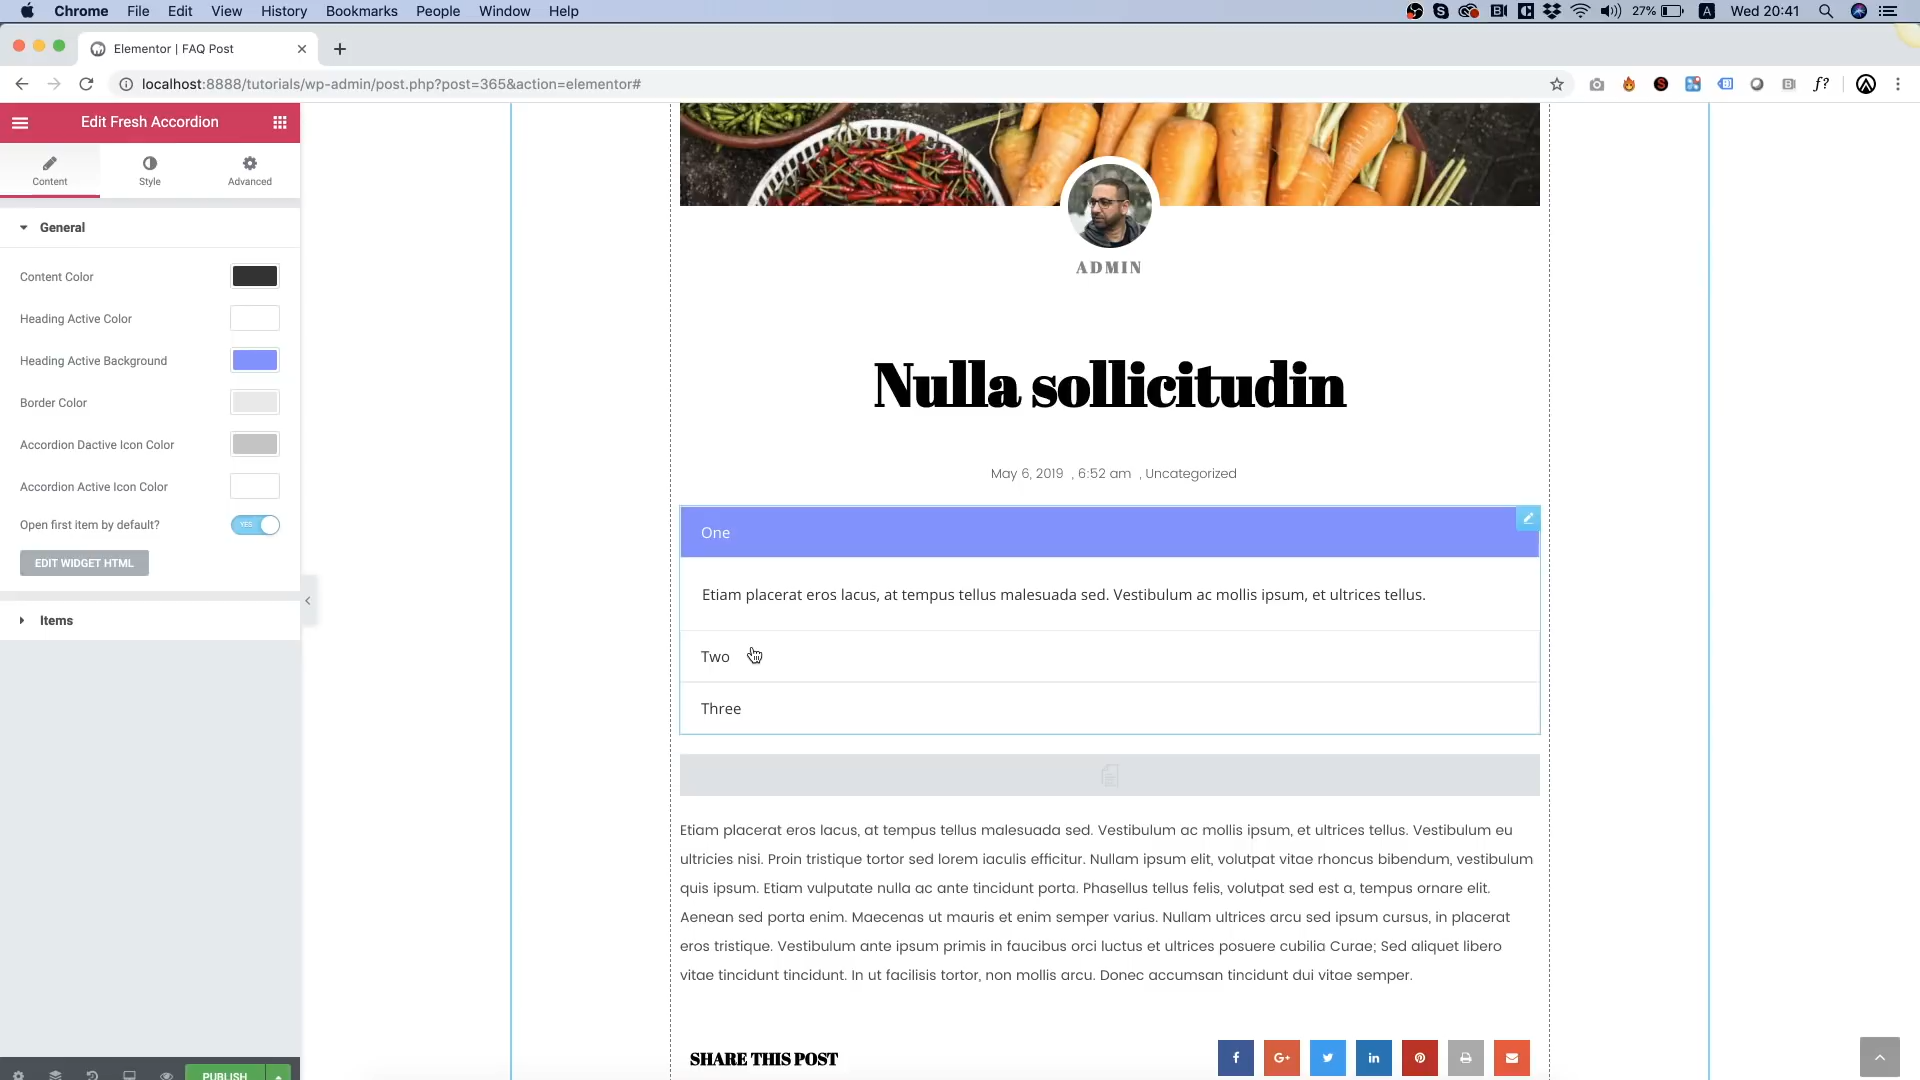 Chrome File Edit View History Bookmarks People Window Help
27% A Wed 20:41
Elementor | FAQ Post
localhost:8888/tutorials/wp-admin/post.php?post=365&action=elementor#
f?
Edit Fresh Accordion
Content Style Advanced
General
Content Color
Heading Active Color
Heading Active Background
Border Color
Accordion Dactive Icon Color
Accordion Active Icon Color
Open first item by default? YES
EDIT WIDGET HTML
Items
PUBLISH
ADMIN
Nulla sollicitudin
May 6, 2019 , 6:52 am , Uncategorized
One
Etiam placerat eros lacus, at tempus tellus malesuada sed. Vestibulum ac mollis ipsum, et ultrices tellus.
Two
Three
Etiam placerat eros lacus, at tempus tellus malesuada sed. Vestibulum ac mollis ipsum, et ultrices tellus. Vestibulum eu
ultricies nisi. Proin tristique tortor sed lorem iaculis efficitur. Nullam ipsum elit, volutpat vitae rhoncus bibendum, vestibulum
quis ipsum. Etiam vulputate nulla ac ante tincidunt porta. Phasellus tellus felis, volutpat sed est a, tempus ornare elit.
Aenean sed porta enim. Maecenas ut mauris et enim semper varius. Nullam ultrices arcu sed ipsum cursus, in placerat
eros tristique. Vestibulum ante ipsum primis in faucibus orci luctus et ultrices posuere cubilia Curae; Sed aliquet libero
vitae tincidunt tincidunt. In ut facilisis tortor, non mollis arcu. Donec accumsan tincidunt dui vitae semper.
SHARE THIS POST